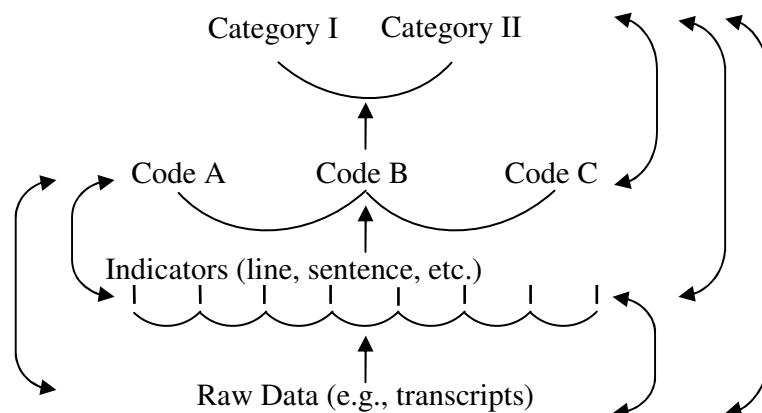 Category I Category II
Code A Code B Code C
Indicators (line, sentence, etc.)
Raw Data (e.g., transcripts)